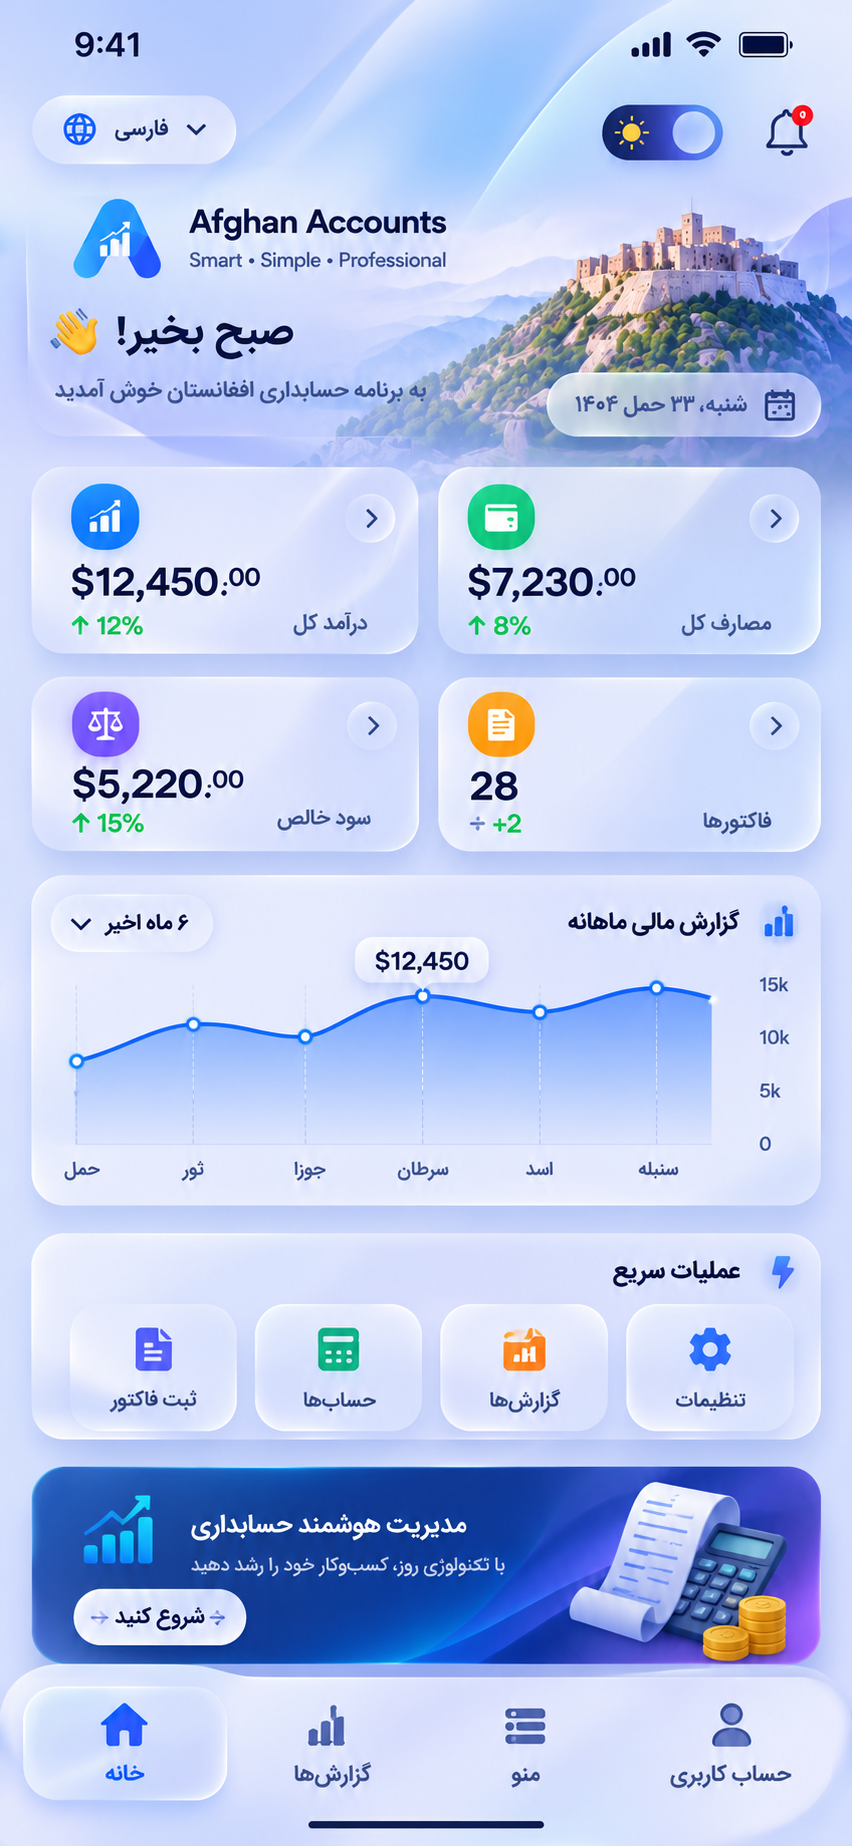 9:41
فارسی
Afghan Accounts
Smart • Simple • Professional
صبح بخیر!
به برنامه حسابداری افغانستان خوش آمدید
شنبه، ۳۳ حمل ۱۴۰۴
$12,450.00
12%
درآمد کل
$7,230.00
8%
مصارف کل
$5,220.00
15%
سود خالص
28
÷ +2
فاکتورها
گزارش مالی ماهانه
۶ ماه اخیر
$12,450
15k
10k
5k
0
حمل
ثور
جوزا
سرطان
اسد
سنبله
عملیات سریع
ثبت فاکتور
حساب‌ها
گزارش‌ها
تنظیمات
مدیریت هوشمند حسابداری
با تکنولوژی روز، کسب‌وکار خود را رشد دهید
شروع کنید
خانه
گزارش‌ها
منو
حساب کاربری